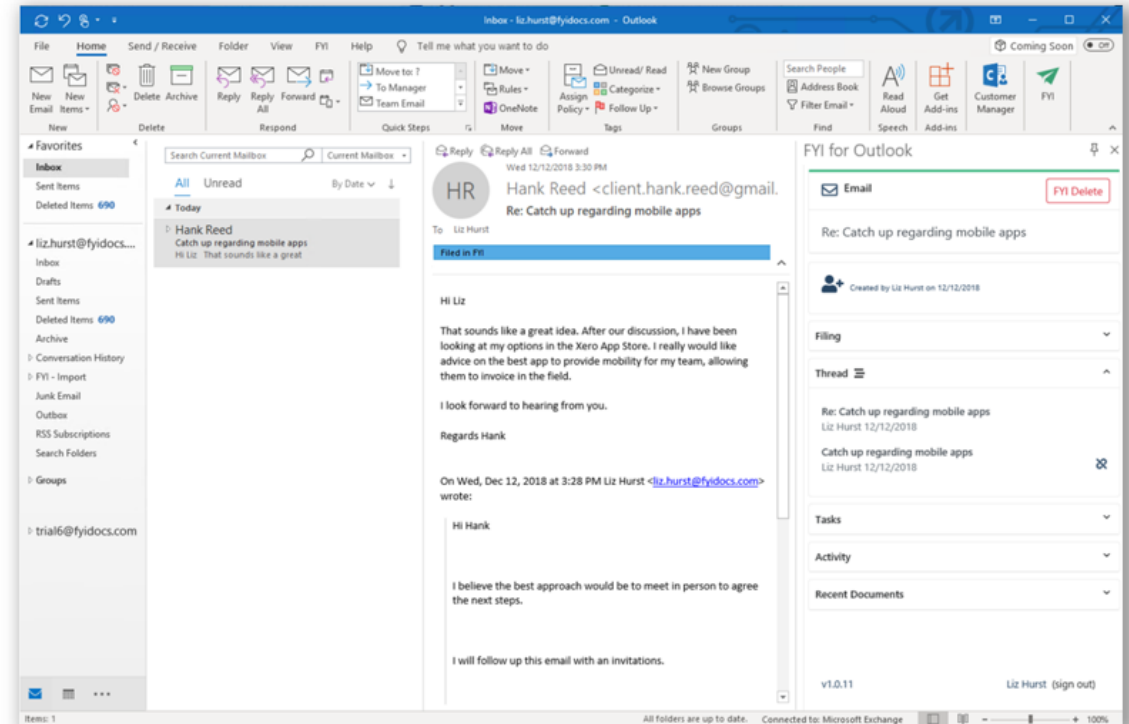 Inbox - liz.hurst@fyidocs.com - Outlook
File Home Send / Receive Folder View FYI Help Tell me what you want to do
Coming Soon Off
New Email
New Items
Delete Archive
Reply Reply All Forward
Move to: ?
To Manager
Team Email
Move
Rules
OneNote
Assign Policy
Unread/ Read
Categorize
Follow Up
New Group
Browse Groups
Search People
Address Book
Filter Email
Read Aloud
Get Add-ins
Customer Manager
FYI
New Delete Respond Quick Steps Move Tags Groups Find Speech Add-ins
Favorites
Inbox
Sent Items
Deleted Items 690
liz.hurst@fyidocs....
Inbox
Drafts
Sent Items
Deleted Items 690
Archive
Conversation History
FYI - Import
Junk Email
Outbox
RSS Subscriptions
Search Folders
Groups
trial6@fyidocs.com
Search Current Mailbox Current Mailbox
All Unread By Date
Today
Hank Reed
Catch up regarding mobile apps
Hi Liz That sounds like a great
Reply Reply All Forward
Wed 12/12/2018 3:30 PM
HR
Hank Reed <client.hank.reed@gmail.
Re: Catch up regarding mobile apps
To Liz Hurst
Filed in FYI
Hi Liz
That sounds like a great idea. After our discussion, I have been
looking at my options in the Xero App Store. I really would like
advice on the best app to provide mobility for my team, allowing
them to invoice in the field.
I look forward to hearing from you.
Regards Hank
On Wed, Dec 12, 2018 at 3:28 PM Liz Hurst <liz.hurst@fyidocs.com>
wrote:
Hi Hank
I believe the best approach would be to meet in person to agree
the next steps.
I will follow up this email with an invitations.
FYI for Outlook
Email FYI Delete
Re: Catch up regarding mobile apps
Created by Liz Hurst on 12/12/2018
Filing
Thread
Re: Catch up regarding mobile apps
Liz Hurst 12/12/2018
Catch up regarding mobile apps
Liz Hurst 12/12/2018
Tasks
Activity
Recent Documents
v1.0.11 Liz Hurst (sign out)
Items: 1 All folders are up to date. Connected to: Microsoft Exchange 100%